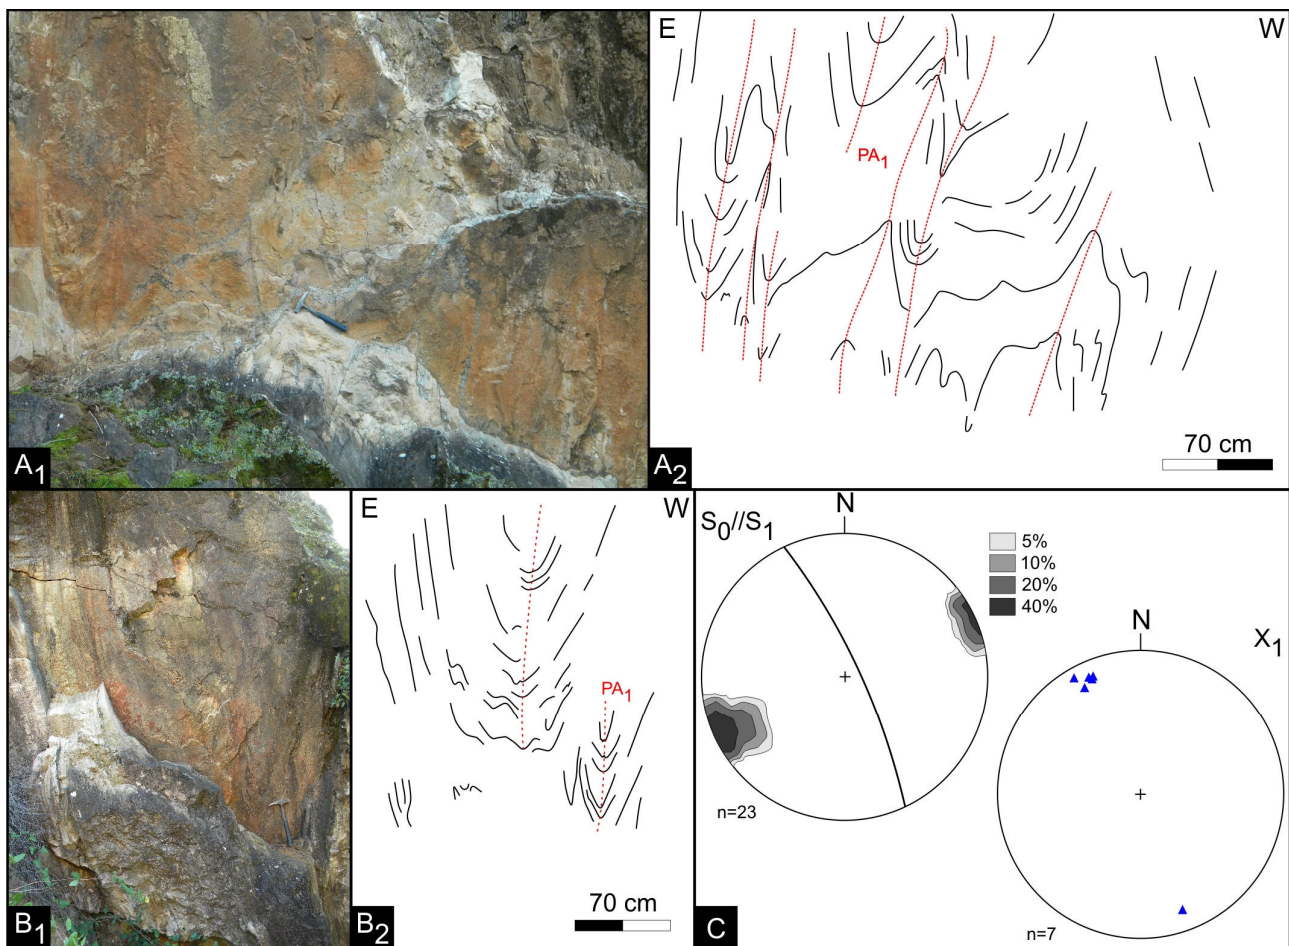 E W
PA₁
70 cm
A₁
A₂
E W
PA₁
70 cm
B₁
B₂
S₀//S₁
N
5%
10%
20%
40%
n=23
N
X₁
n=7
C